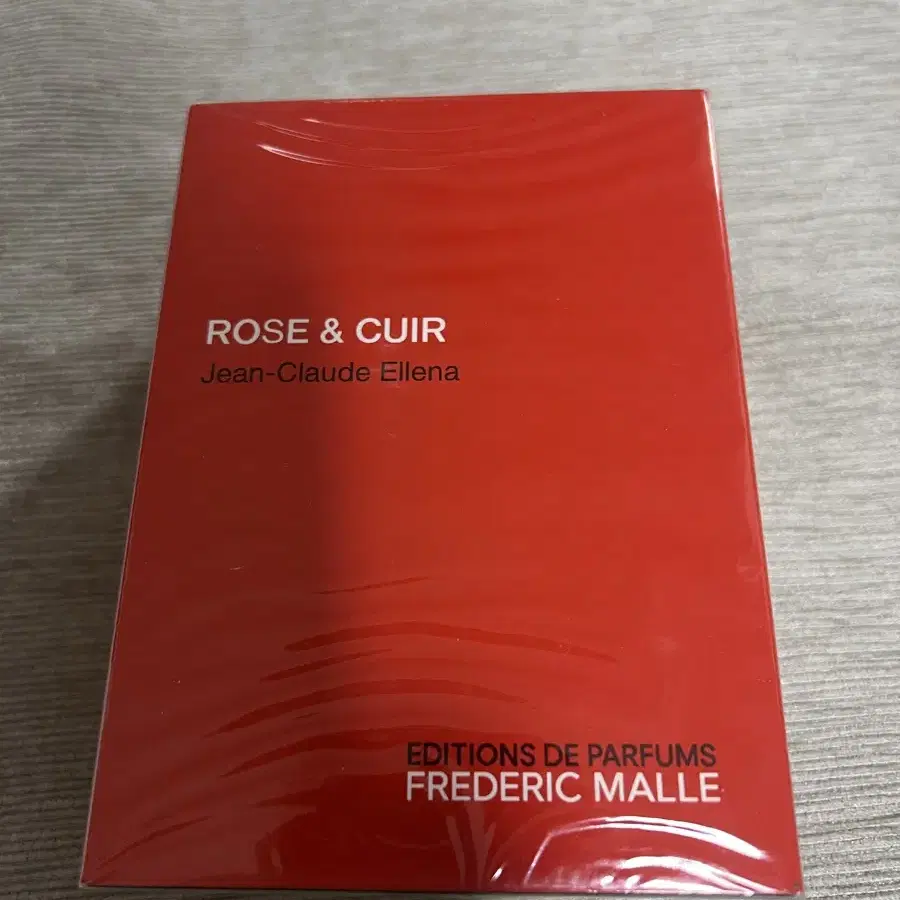 ROSE & CUIR
Jean-Claude Ellena
EDITIONS DE PARFUMS
FREDERIC MALLE